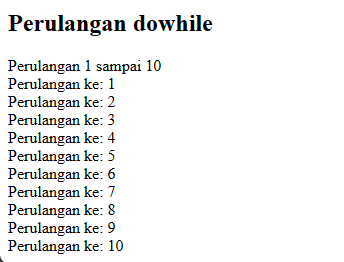 Perulangan dowhile
Perulangan 1 sampai 10
Perulangan ke: 1
Perulangan ke: 2
Perulangan ke: 3
Perulangan ke: 4
Perulangan ke: 5
Perulangan ke: 6
Perulangan ke: 7
Perulangan ke: 8
Perulangan ke: 9
Perulangan ke: 10